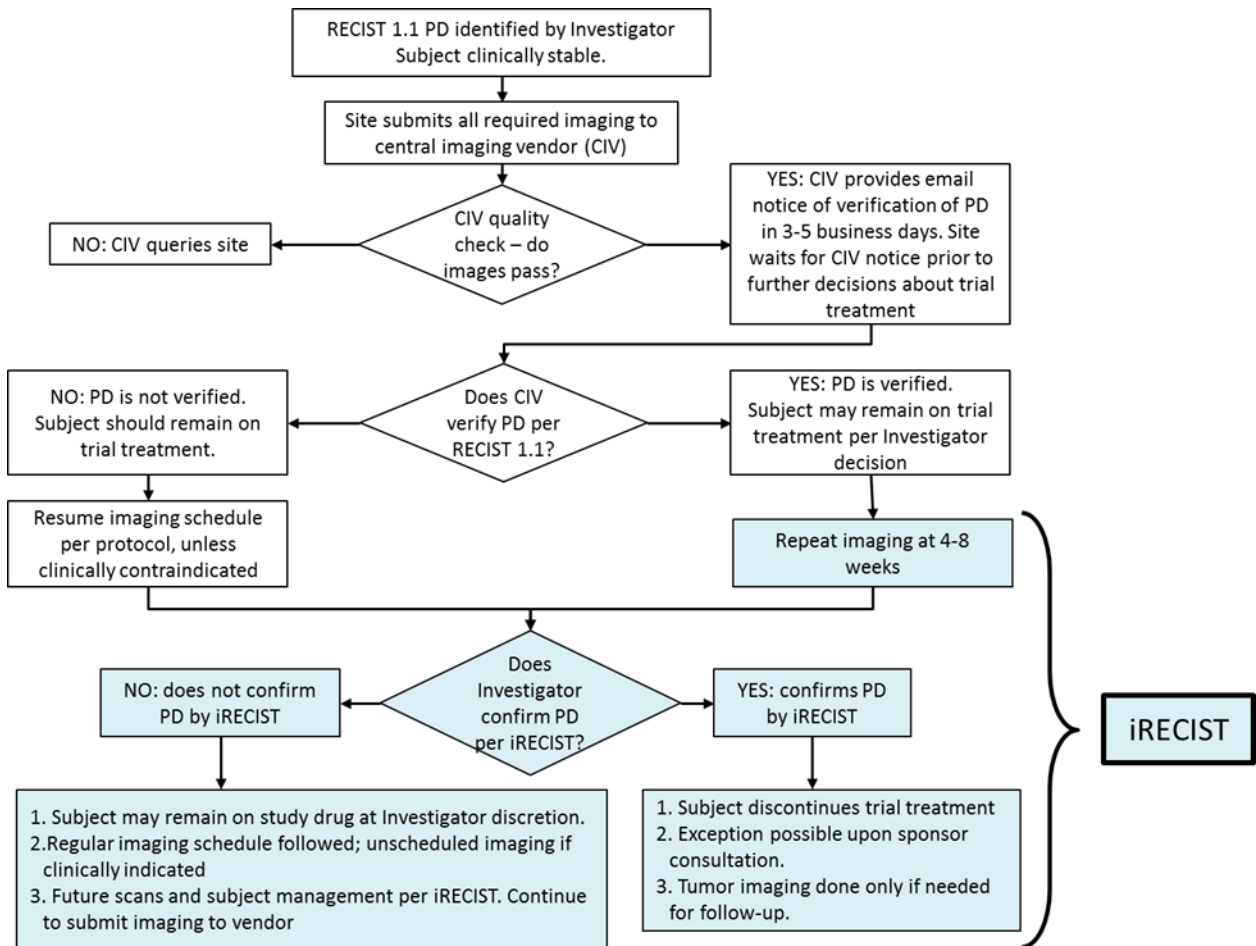 RECIST 1.1 PD identified by Investigator
Subject clinically stable.
Site submits all required imaging to
central imaging vendor (CIV)
CIV quality
check – do
images pass?
NO: CIV queries site
YES: CIV provides email
notice of verification of PD
in 3-5 business days. Site
waits for CIV notice prior to
further decisions about trial
treatment
Does CIV
verify PD per
RECIST 1.1?
NO: PD is not verified.
Subject should remain on
trial treatment.
YES: PD is verified.
Subject may remain on trial
treatment per Investigator
decision
Resume imaging schedule
per protocol, unless
clinically contraindicated
Repeat imaging at 4-8
weeks
Does
Investigator
confirm PD
per iRECIST?
NO: does not confirm
PD by iRECIST
YES: confirms PD
by iRECIST
iRECIST
1. Subject may remain on study drug at Investigator discretion.
2.Regular imaging schedule followed; unscheduled imaging if
clinically indicated
3. Future scans and subject management per iRECIST. Continue
to submit imaging to vendor
1. Subject discontinues trial treatment
2. Exception possible upon sponsor
consultation.
3. Tumor imaging done only if needed
for follow-up.